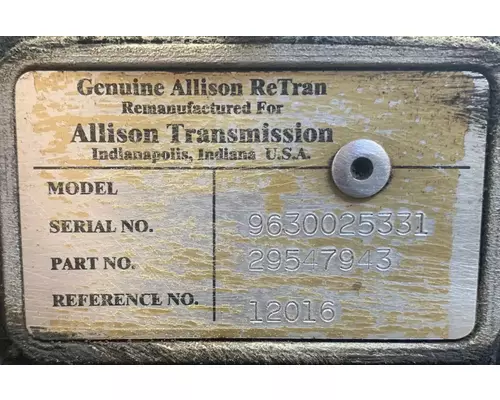 Genuine Allison ReTran
Remanufactured For
Allison Transmission
Indianapolis, Indiana U.S.A.
MODEL
SERIAL NO. 9630025331
PART NO. 29547943
REFERENCE NO. 12016